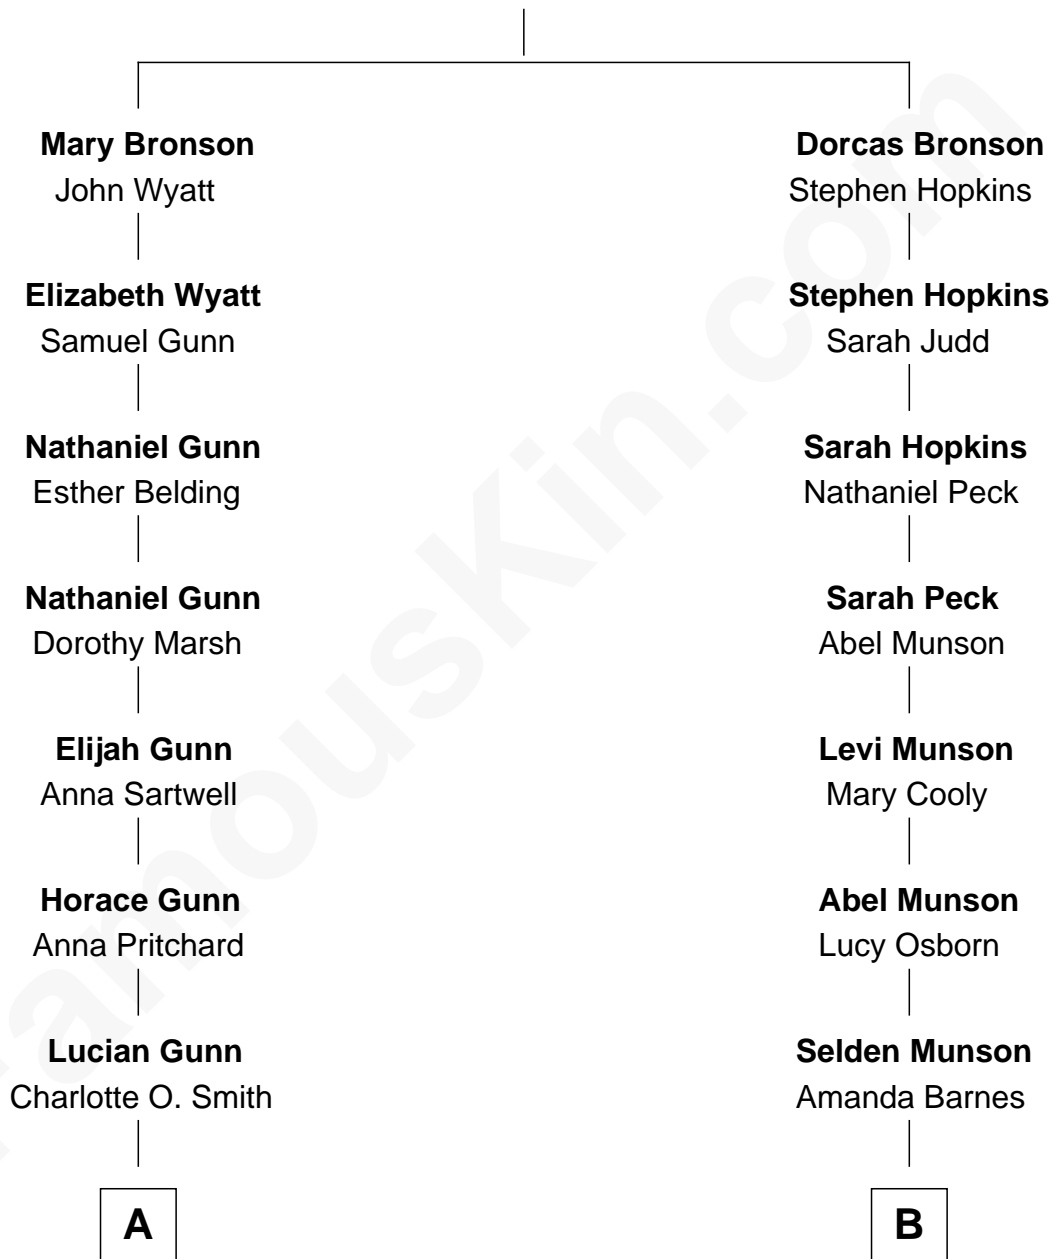 Mary Bronson
John Wyatt
Dorcas Bronson
Stephen Hopkins
Elizabeth Wyatt
Samuel Gunn
Stephen Hopkins
Sarah Judd
Nathaniel Gunn
Esther Belding
Sarah Hopkins
Nathaniel Peck
Nathaniel Gunn
Dorothy Marsh
Sarah Peck
Abel Munson
Elijah Gunn
Anna Sartwell
Levi Munson
Mary Cooly
Horace Gunn
Anna Pritchard
Abel Munson
Lucy Osborn
Lucian Gunn
Charlotte O. Smith
Selden Munson
Amanda Barnes
A
B
FamousKin.com